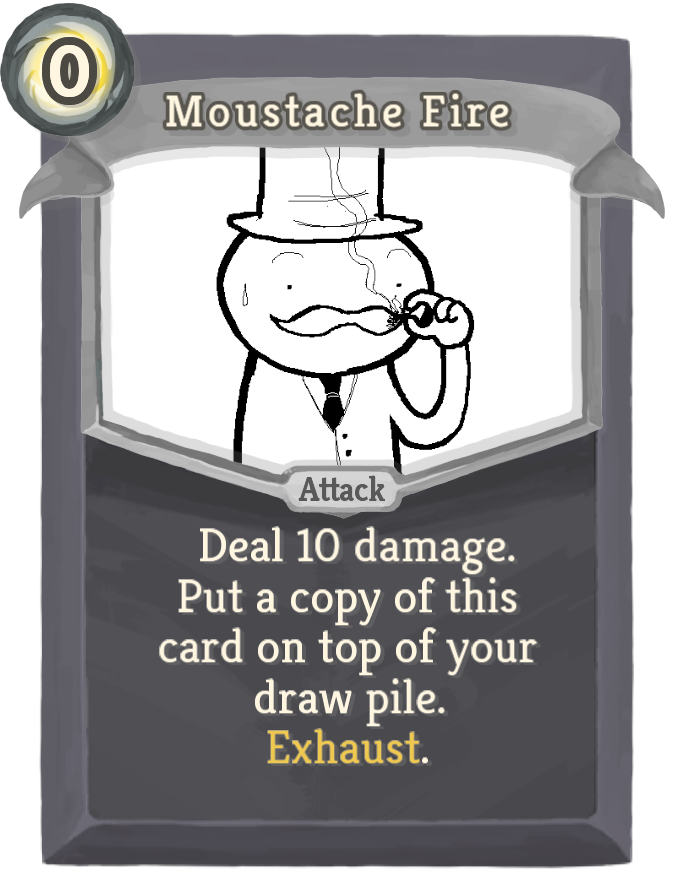 0
Moustache Fire
Attack
Deal 10 damage.
Put a copy of this
card on top of your
draw pile.
Exhaust.